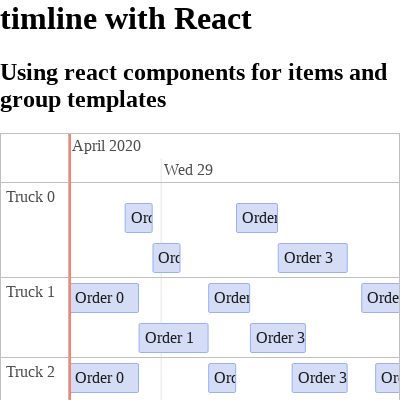 timline with React
Using react components for items and
group templates
April 2020
Wed 29
Truck 0
Orc Order
Orc Order 3
Truck 1
Order 0 Order Orde
Order 1 Order 3
Truck 2
Order 0 Orc Order 3 Or